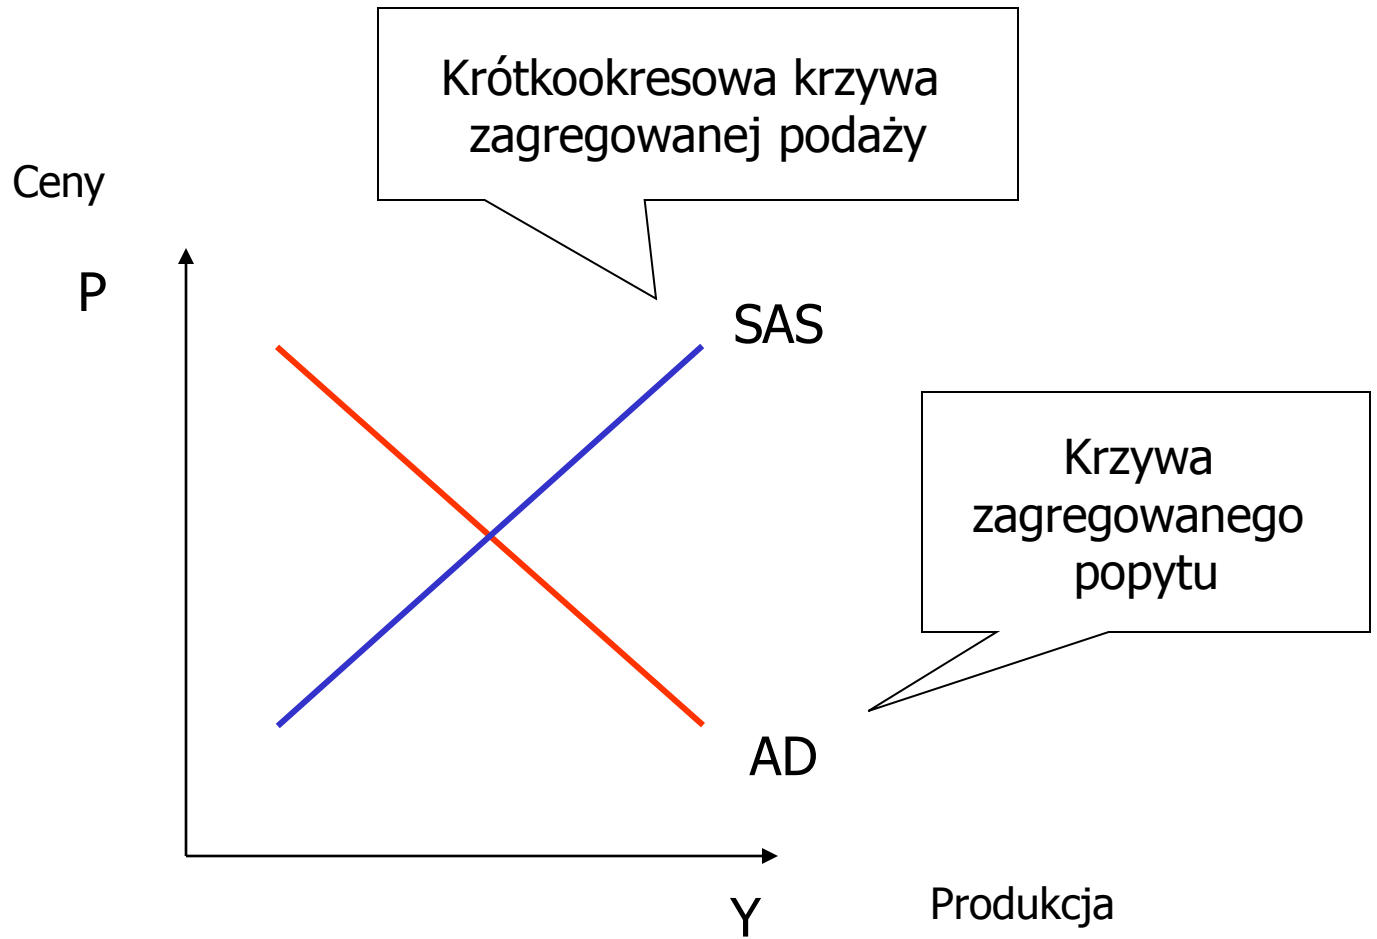 Krótkookresowa krzywa
zagregowanej podaży
Ceny
P
SAS
Krzywa
zagregowanego
popytu
AD
Y
Produkcja